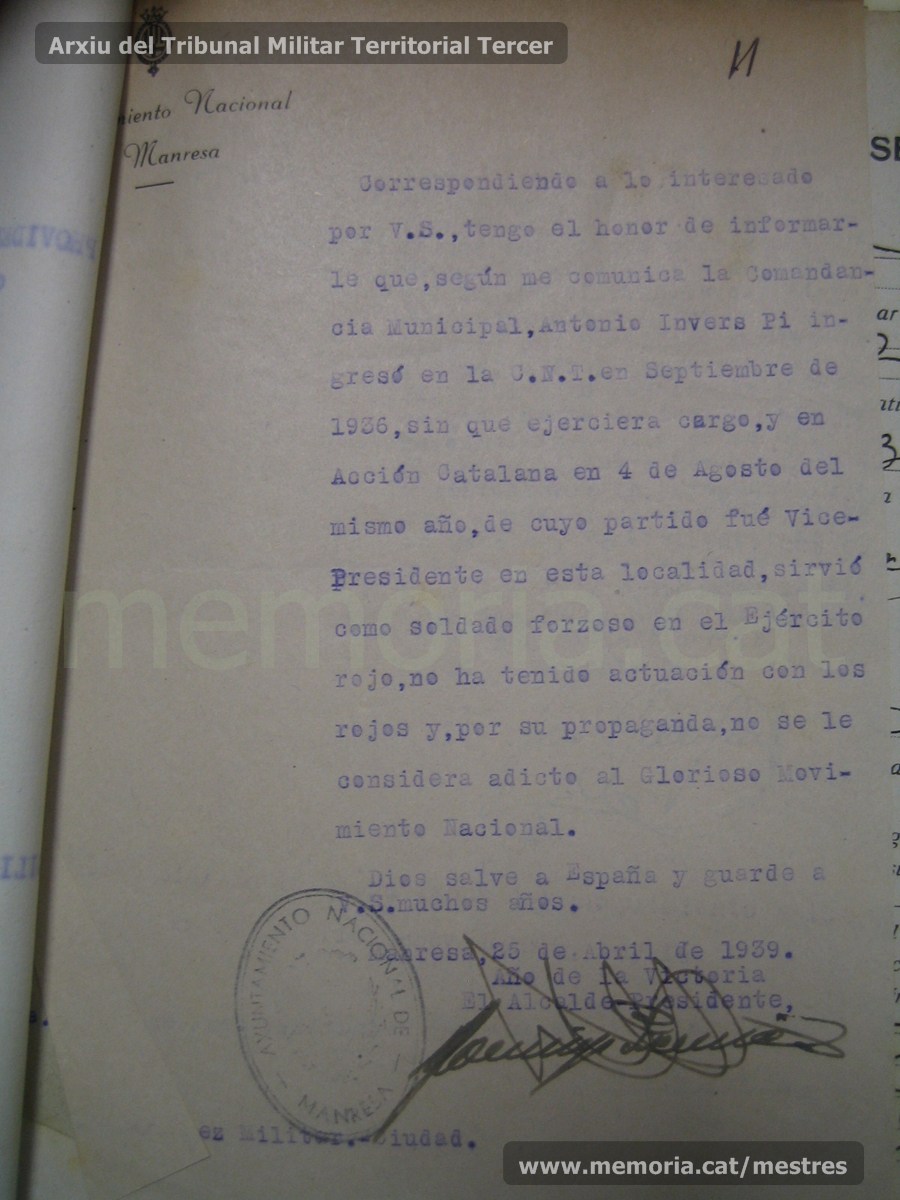 Arxiu del Tribunal Militar Territorial Tercer
11
miento Nacional
Manresa
Correspondiendo a lo interesado
por V.S.,tengo el honor de informar-
le que,según me comunica la Comandan-
cia Municipal,Antonio Invers Pi in-
gresó en la C.N.T.en Septiembre de
1936,sin que ejerciera cargo,y en
Acción Catalana en 4 de Agosto del
mismo año,de cuyo partido fué Vice-
Presidente en esta localidad,sirvió
como soldado forzoso en el Ejército
rojo,no ha tenido actuación con los
rojos y,por su propaganda,no se le
considera adicto al Glorioso Movi-
miento Nacional.
Dios salve a España y guarde a
V.S.muchos años.
Manresa,25 de Abril de 1939.
Año de la Victoria
El Alcalde-Presidente,
AYUNTAMIENTO NACIONAL DE
MANRESA
ez Militar.-Ciudad.
memoria.cat
www.memoria.cat/mestres